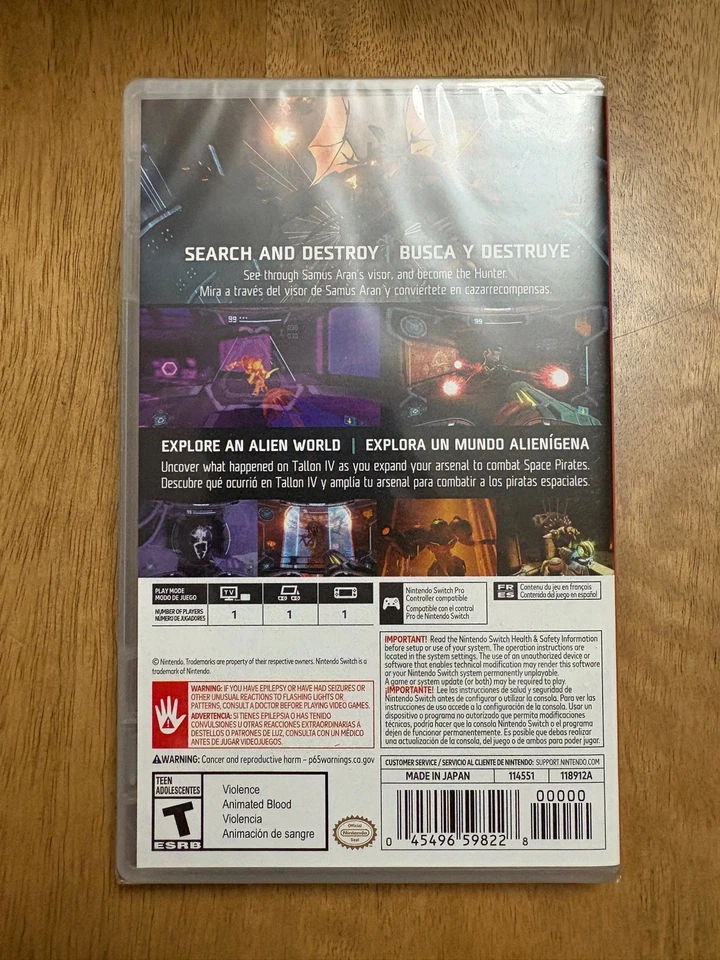 SEARCH AND DESTROY | BUSCA Y DESTRUYE
See through Samus Aran's visor, and become the Hunter.
Mira a través del visor de Samus Aran y conviértete en cazarrecompensas.
99
99
EXPLORE AN ALIEN WORLD | EXPLORA UN MUNDO ALIENÍGENA
Uncover what happened on Tallon IV as you expand your arsenal to combat Space Pirates.
Descubre qué ocurrió en Tallon IV y amplía tu arsenal para combatir a los piratas espaciales.
PLAY MODE
MODO DE JUEGO
TV
NUMBER OF PLAYERS
NÚMERO DE JUGADORES
1 1 1
Nintendo Switch Pro
Controller compatible
Compatible con el control
Pro de Nintendo Switch
FR Contenu du jeu en français
ES Contenido del juego en español
© Nintendo. Trademarks are property of their respective owners. Nintendo Switch is a
trademark of Nintendo.
WARNING: IF YOU HAVE EPILEPSY OR HAVE HAD SEIZURES OR
OTHER UNUSUAL REACTIONS TO FLASHING LIGHTS OR
PATTERNS, CONSULT A DOCTOR BEFORE PLAYING VIDEO GAMES.
ADVERTENCIA: SI TIENES EPILEPSIA O HAS TENIDO
CONVULSIONES U OTRAS REACCIONES EXTRAORDINARIAS A
DESTELLOS O PATRONES DE LUZ, CONSULTA CON UN MÉDICO
ANTES DE JUGAR VIDEOJUEGOS.
WARNING: Cancer and reproductive harm – p65warnings.ca.gov
IMPORTANT! Read the Nintendo Switch Health & Safety Information
before setup or use of your system. The operation instructions are
located in the system settings. The use of an unauthorized device or
software that enables technical modification may render this software
or your Nintendo Switch system permanently unplayable.
A game or system update (or both) may be required to play.
¡IMPORTANTE! Lee las instrucciones de salud y seguridad de
Nintendo Switch antes de configurar o utilizar la consola. Para ver las
instrucciones de uso accede a la configuración de la consola. Usar un
dispositivo o programa no autorizado que permita modificaciones
técnicas, podría hacer que la consola Nintendo Switch o el programa
dejen de funcionar permanentemente. Es posible que debas realizar
una actualización de la consola, del juego o de ambos para poder jugar.
CUSTOMER SERVICE / SERVICIO AL CLIENTE DE NINTENDO: SUPPORT.NINTENDO.COM
MADE IN JAPAN 114551 118912A
TEEN
ADOLESCENTES
T
ESRB
Violence
Animated Blood
Violencia
Animación de sangre
Official
Nintendo
Seal
00000
0 45496 59822 8